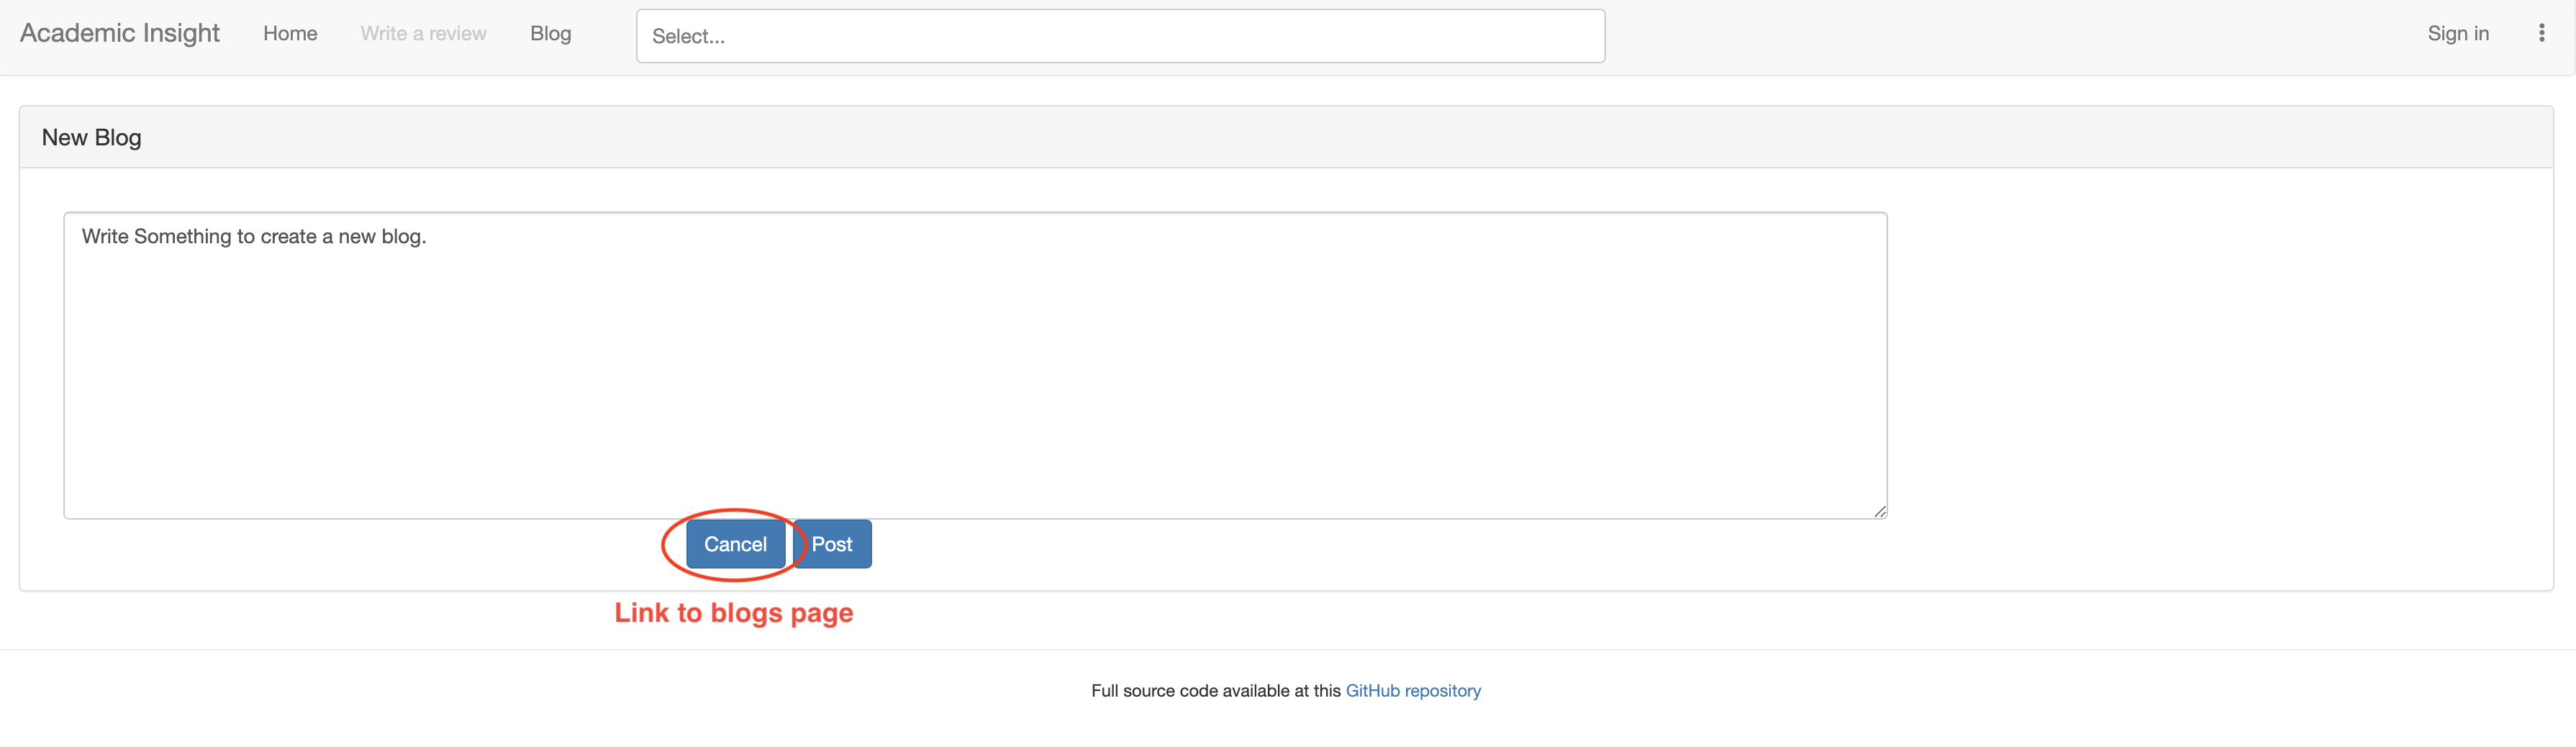 Academic Insight Home Write a review Blog Select... Sign in
New Blog
Write Something to create a new blog.
Cancel Post
Link to blogs page
Full source code available at this GitHub repository